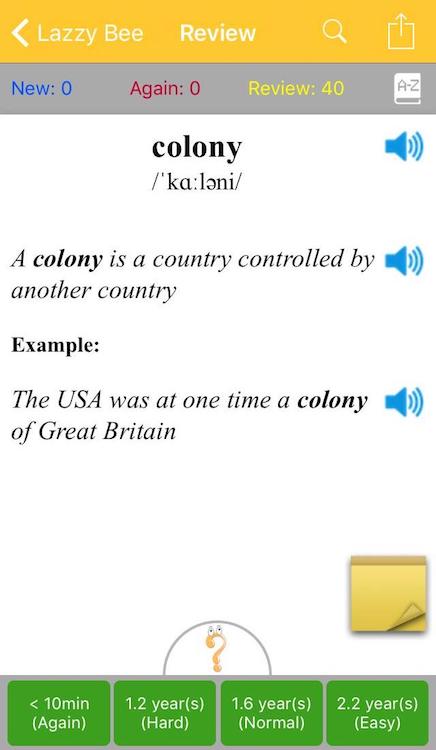 Lazzy Bee Review
New: 0 Again: 0 Review: 40 A-Z
colony
/ˈkɑːləni/
A colony is a country controlled by
another country
Example:
The USA was at one time a colony
of Great Britain
?
< 10min 1.2 year(s) 1.6 year(s) 2.2 year(s)
(Again) (Hard) (Normal) (Easy)